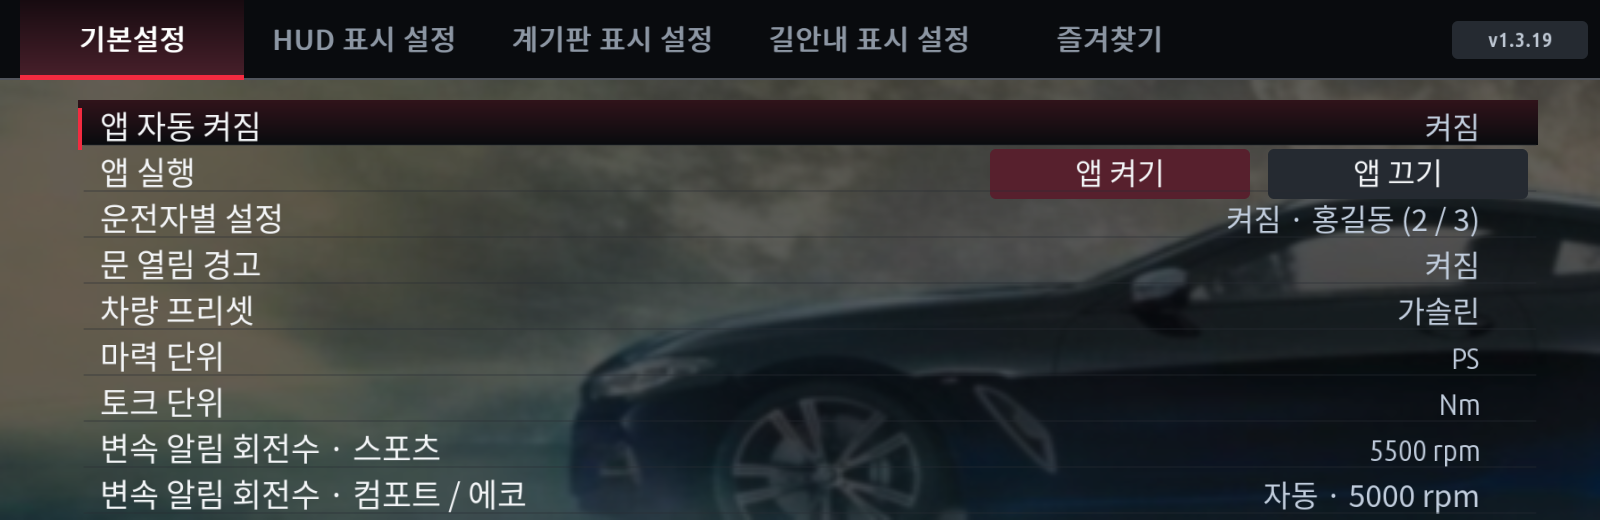 기본설정 HUD 표시 설정 계기판 표시 설정 길안내 표시 설정 즐겨찾기 v1.3.19
앱 자동 켜짐 켜짐
앱 실행 앱 켜기 앱 끄기
운전자별 설정 켜짐 · 홍길동 (2 / 3)
문 열림 경고 켜짐
차량 프리셋 가솔린
마력 단위 PS
토크 단위 Nm
변속 알림 회전수 · 스포츠 5500 rpm
변속 알림 회전수 · 컴포트 / 에코 자동 · 5000 rpm